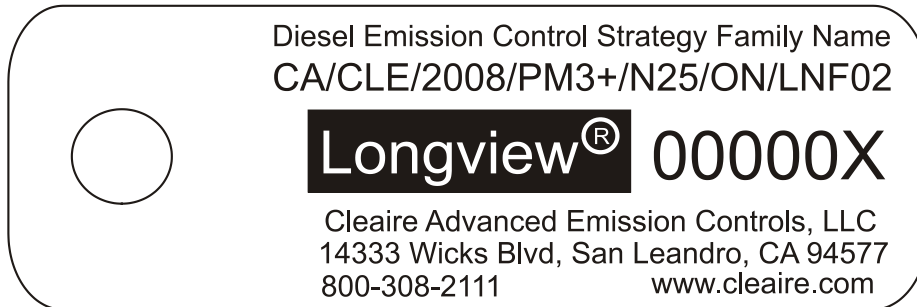 Diesel Emission Control Strategy Family Name
CA/CLE/2008/PM3+/N25/ON/LNF02
Longview® 00000X
Cleaire Advanced Emission Controls, LLC
14333 Wicks Blvd, San Leandro, CA 94577
800-308-2111 www.cleaire.com